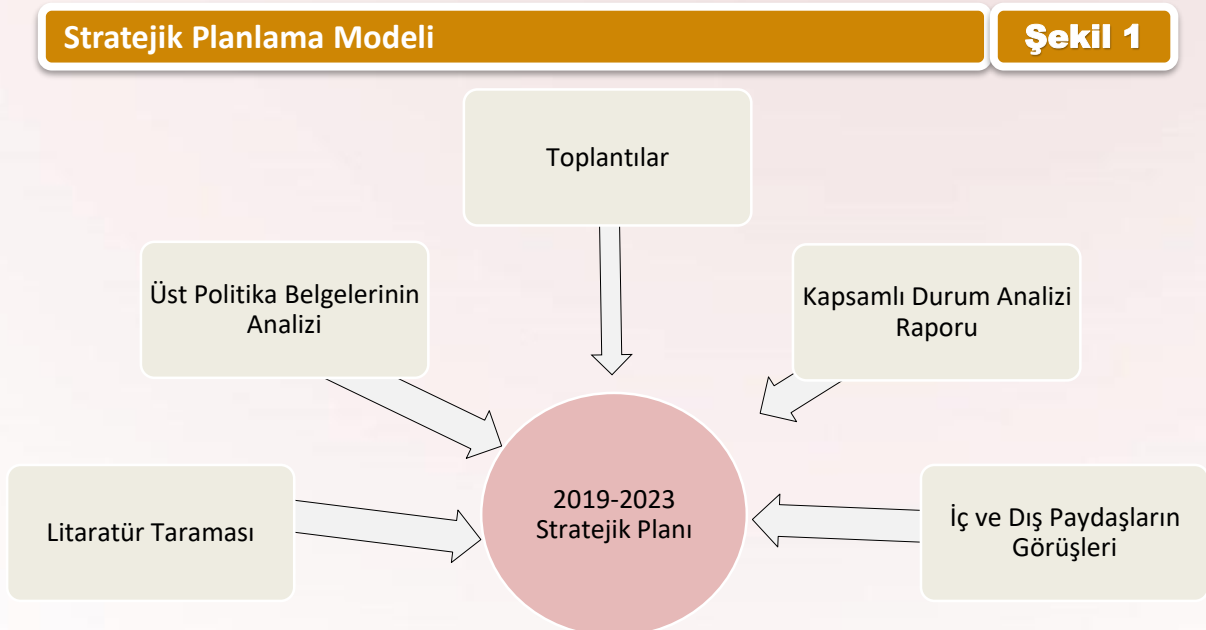 Stratejik Planlama Modeli
Şekil 1
Toplantılar
Üst Politika Belgelerinin
Analizi
Kapsamlı Durum Analizi
Raporu
Litaratür Taraması
2019-2023
Stratejik Planı
İç ve Dış Paydaşların
Görüşleri